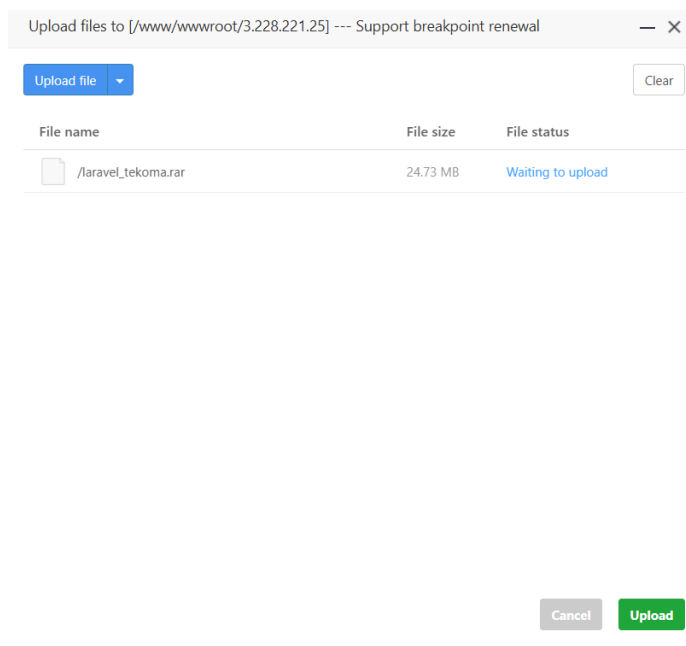 Upload files to [/www/wwwroot/3.228.221.25] --- Support breakpoint renewal
Upload file
Clear
File name File size File status
/laravel_tekoma.rar 24.73 MB Waiting to upload
Cancel Upload